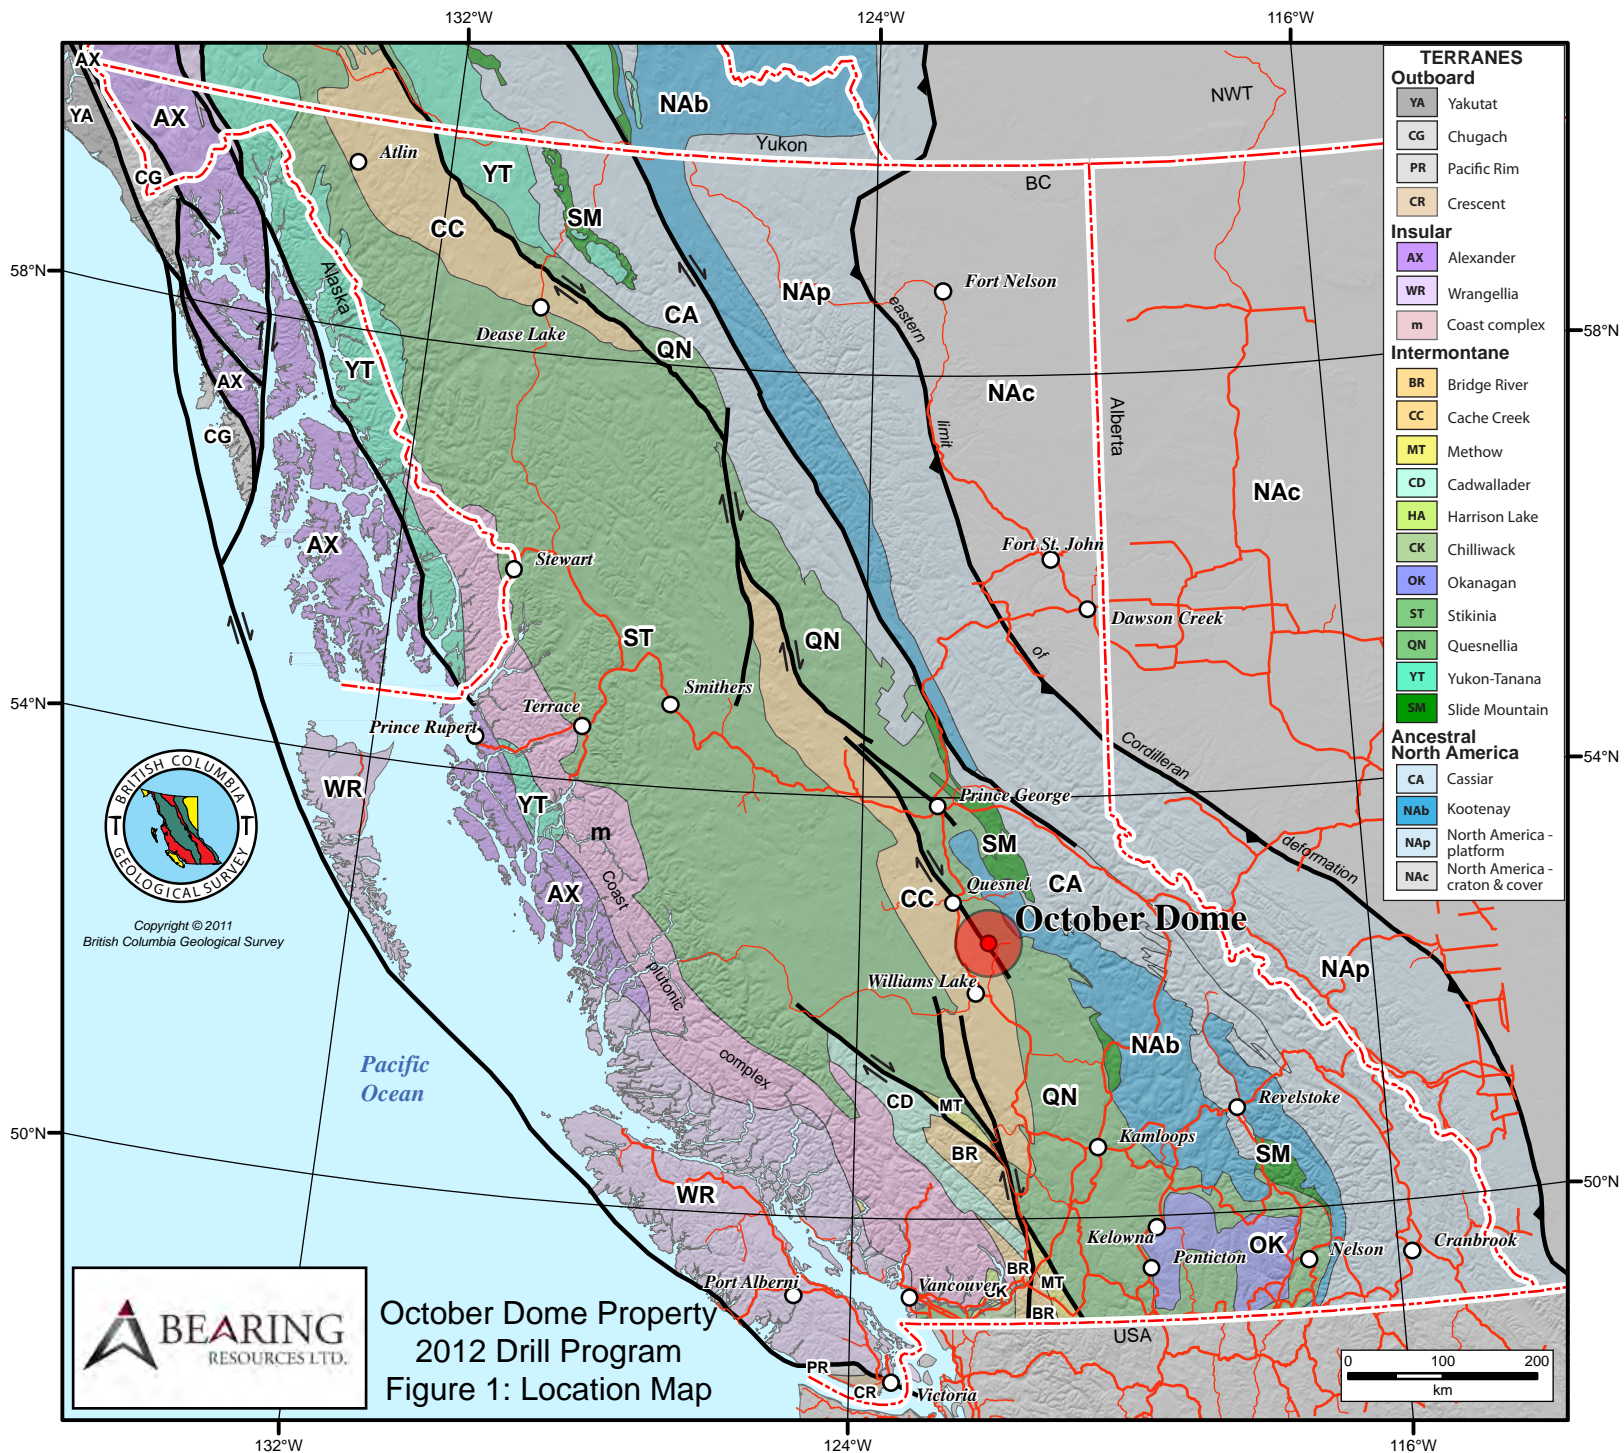 132°W
124°W
116°W
58°N
54°N
50°N
58°N
54°N
50°N
132°W
124°W
116°W
TERRANES
Outboard
YA Yakutat
CG Chugach
PR Pacific Rim
CR Crescent
Insular
AX Alexander
WR Wrangellia
m Coast complex
Intermontane
BR Bridge River
CC Cache Creek
MT Methow
CD Cadwallader
HA Harrison Lake
CK Chilliwack
OK Okanagan
ST Stikinia
QN Quesnellia
YT Yukon-Tanana
SM Slide Mountain
Ancestral
North America
CA Cassiar
NAb Kootenay
NAp North America -
platform
NAc North America -
craton & cover
AX
YA
AX
CG
NAb
NWT
Yukon
BC
Atlin
YT
CC
SM
Alaska
NAp
Fort Nelson
eastern
CA
Dease Lake
QN
YT
AX
CG
NAc
limit
Alberta
NAc
AX
Stewart
Fort St. John
Dawson Creek
of
ST
QN
Smithers
Terrace
Prince Rupert
Cordilleran
WR
YT
m
Prince George
SM
deformation
Coast
AX
CC
Quesnel
CA
October Dome
BRITISH COLUMBIA
GEOLOGICAL SURVEY
Copyright © 2011
British Columbia Geological Survey
plutonic
Williams Lake
NAp
complex
NAb
Pacific
Ocean
CD
MT
QN
Revelstoke
Kamloops
BR
SM
WR
Kelowna
Penticton
OK
Nelson
Cranbrook
Port Alberni
Vancouver
CK
BR
MT
BR
USA
PR
CR
Victoria
BEARING
RESOURCES LTD.
October Dome Property
2012 Drill Program
Figure 1: Location Map
0 100 200
km